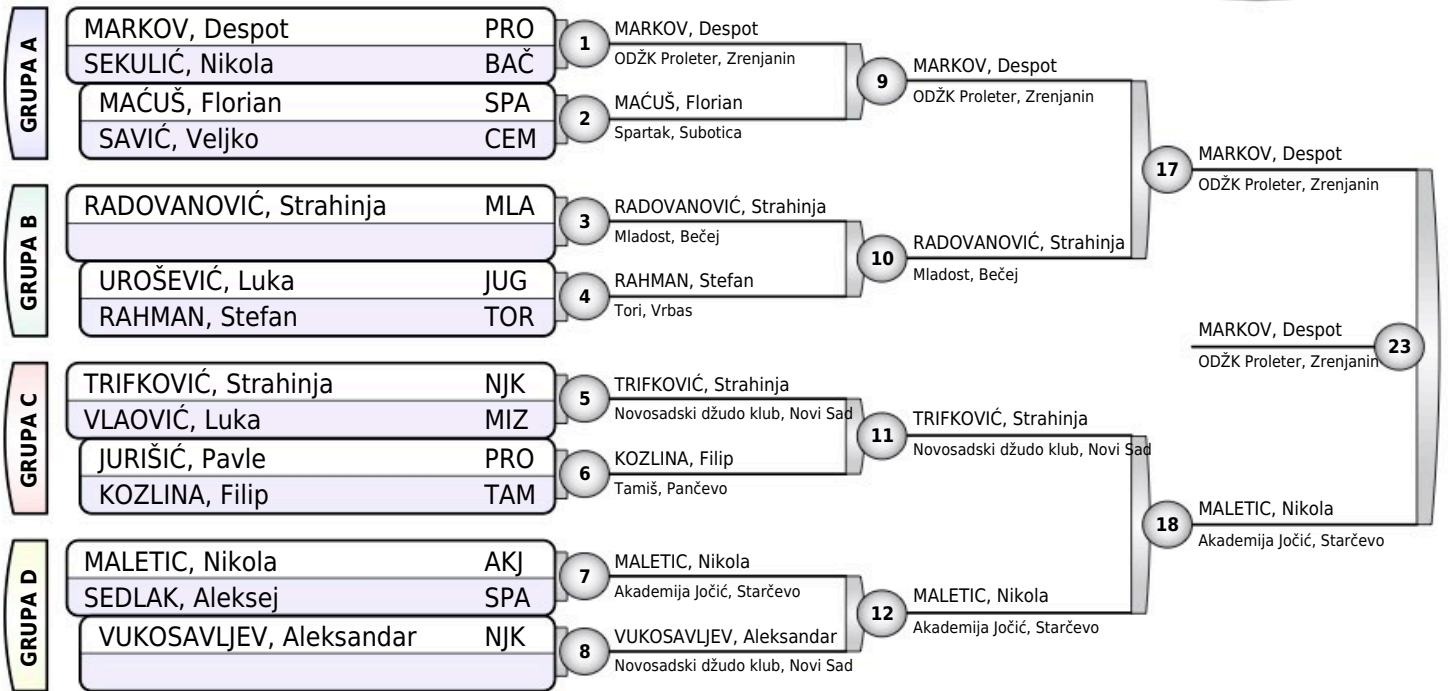 GRUPA A
MARKOV, Despot PRO
SEKULIĆ, Nikola BAČ
MAĆUŠ, Florian SPA
SAVIĆ, Veljko CEM
1
MARKOV, Despot
ODŽK Proleter, Zrenjanin
2
MAĆUŠ, Florian
Spartak, Subotica
9
MARKOV, Despot
ODŽK Proleter, Zrenjanin
GRUPA B
RADOVANOVIĆ, Strahinja MLA
UROŠEVIĆ, Luka JUG
RAHMAN, Stefan TOR
3
RADOVANOVIĆ, Strahinja
Mladost, Bečej
4
RAHMAN, Stefan
Tori, Vrbas
10
RADOVANOVIĆ, Strahinja
Mladost, Bečej
17
MARKOV, Despot
ODŽK Proleter, Zrenjanin
GRUPA C
TRIFKOVIĆ, Strahinja NJK
VLAOVIĆ, Luka MIZ
JURIŠIĆ, Pavle PRO
KOZLINA, Filip TAM
5
TRIFKOVIĆ, Strahinja
Novosadski džudo klub, Novi Sad
6
KOZLINA, Filip
Tamiš, Pančevo
11
TRIFKOVIĆ, Strahinja
Novosadski džudo klub, Novi Sad
GRUPA D
MALETIC, Nikola AKJ
SEDLAK, Aleksej SPA
VUKOSAVLJEV, Aleksandar NJK
7
MALETIC, Nikola
Akademija Jočić, Starčevo
8
VUKOSAVLJEV, Aleksandar
Novosadski džudo klub, Novi Sad
12
MALETIC, Nikola
Akademija Jočić, Starčevo
18
MALETIC, Nikola
Akademija Jočić, Starčevo
MARKOV, Despot
ODŽK Proleter, Zrenjanin
23